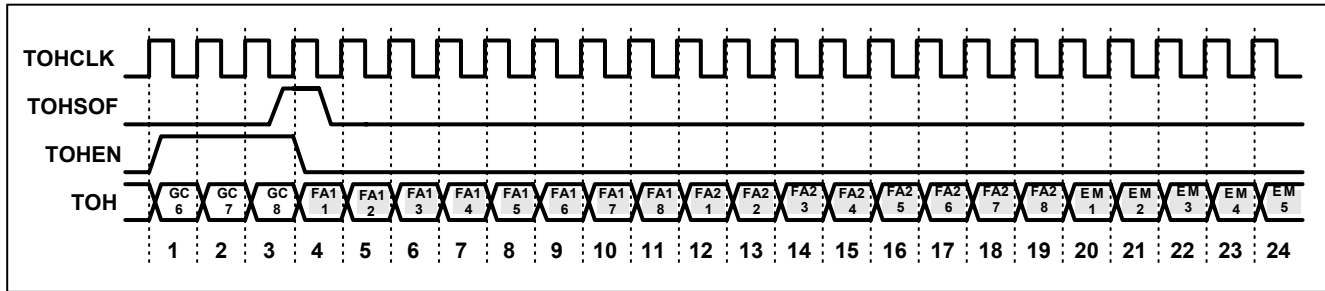 TOHCLK
TOHSOF
TOHEN
TOH GC 6 GC 7 GC 8 FA1 1 FA1 2 FA1 3 FA1 4 FA1 5 FA1 6 FA1 7 FA1 8 FA2 1 FA2 2 FA2 3 FA2 4 FA2 5 FA2 6 FA2 7 FA2 8 EM 1 EM 2 EM 3 EM 4 EM 5
1 2 3 4 5 6 7 8 9 10 11 12 13 14 15 16 17 18 19 20 21 22 23 24